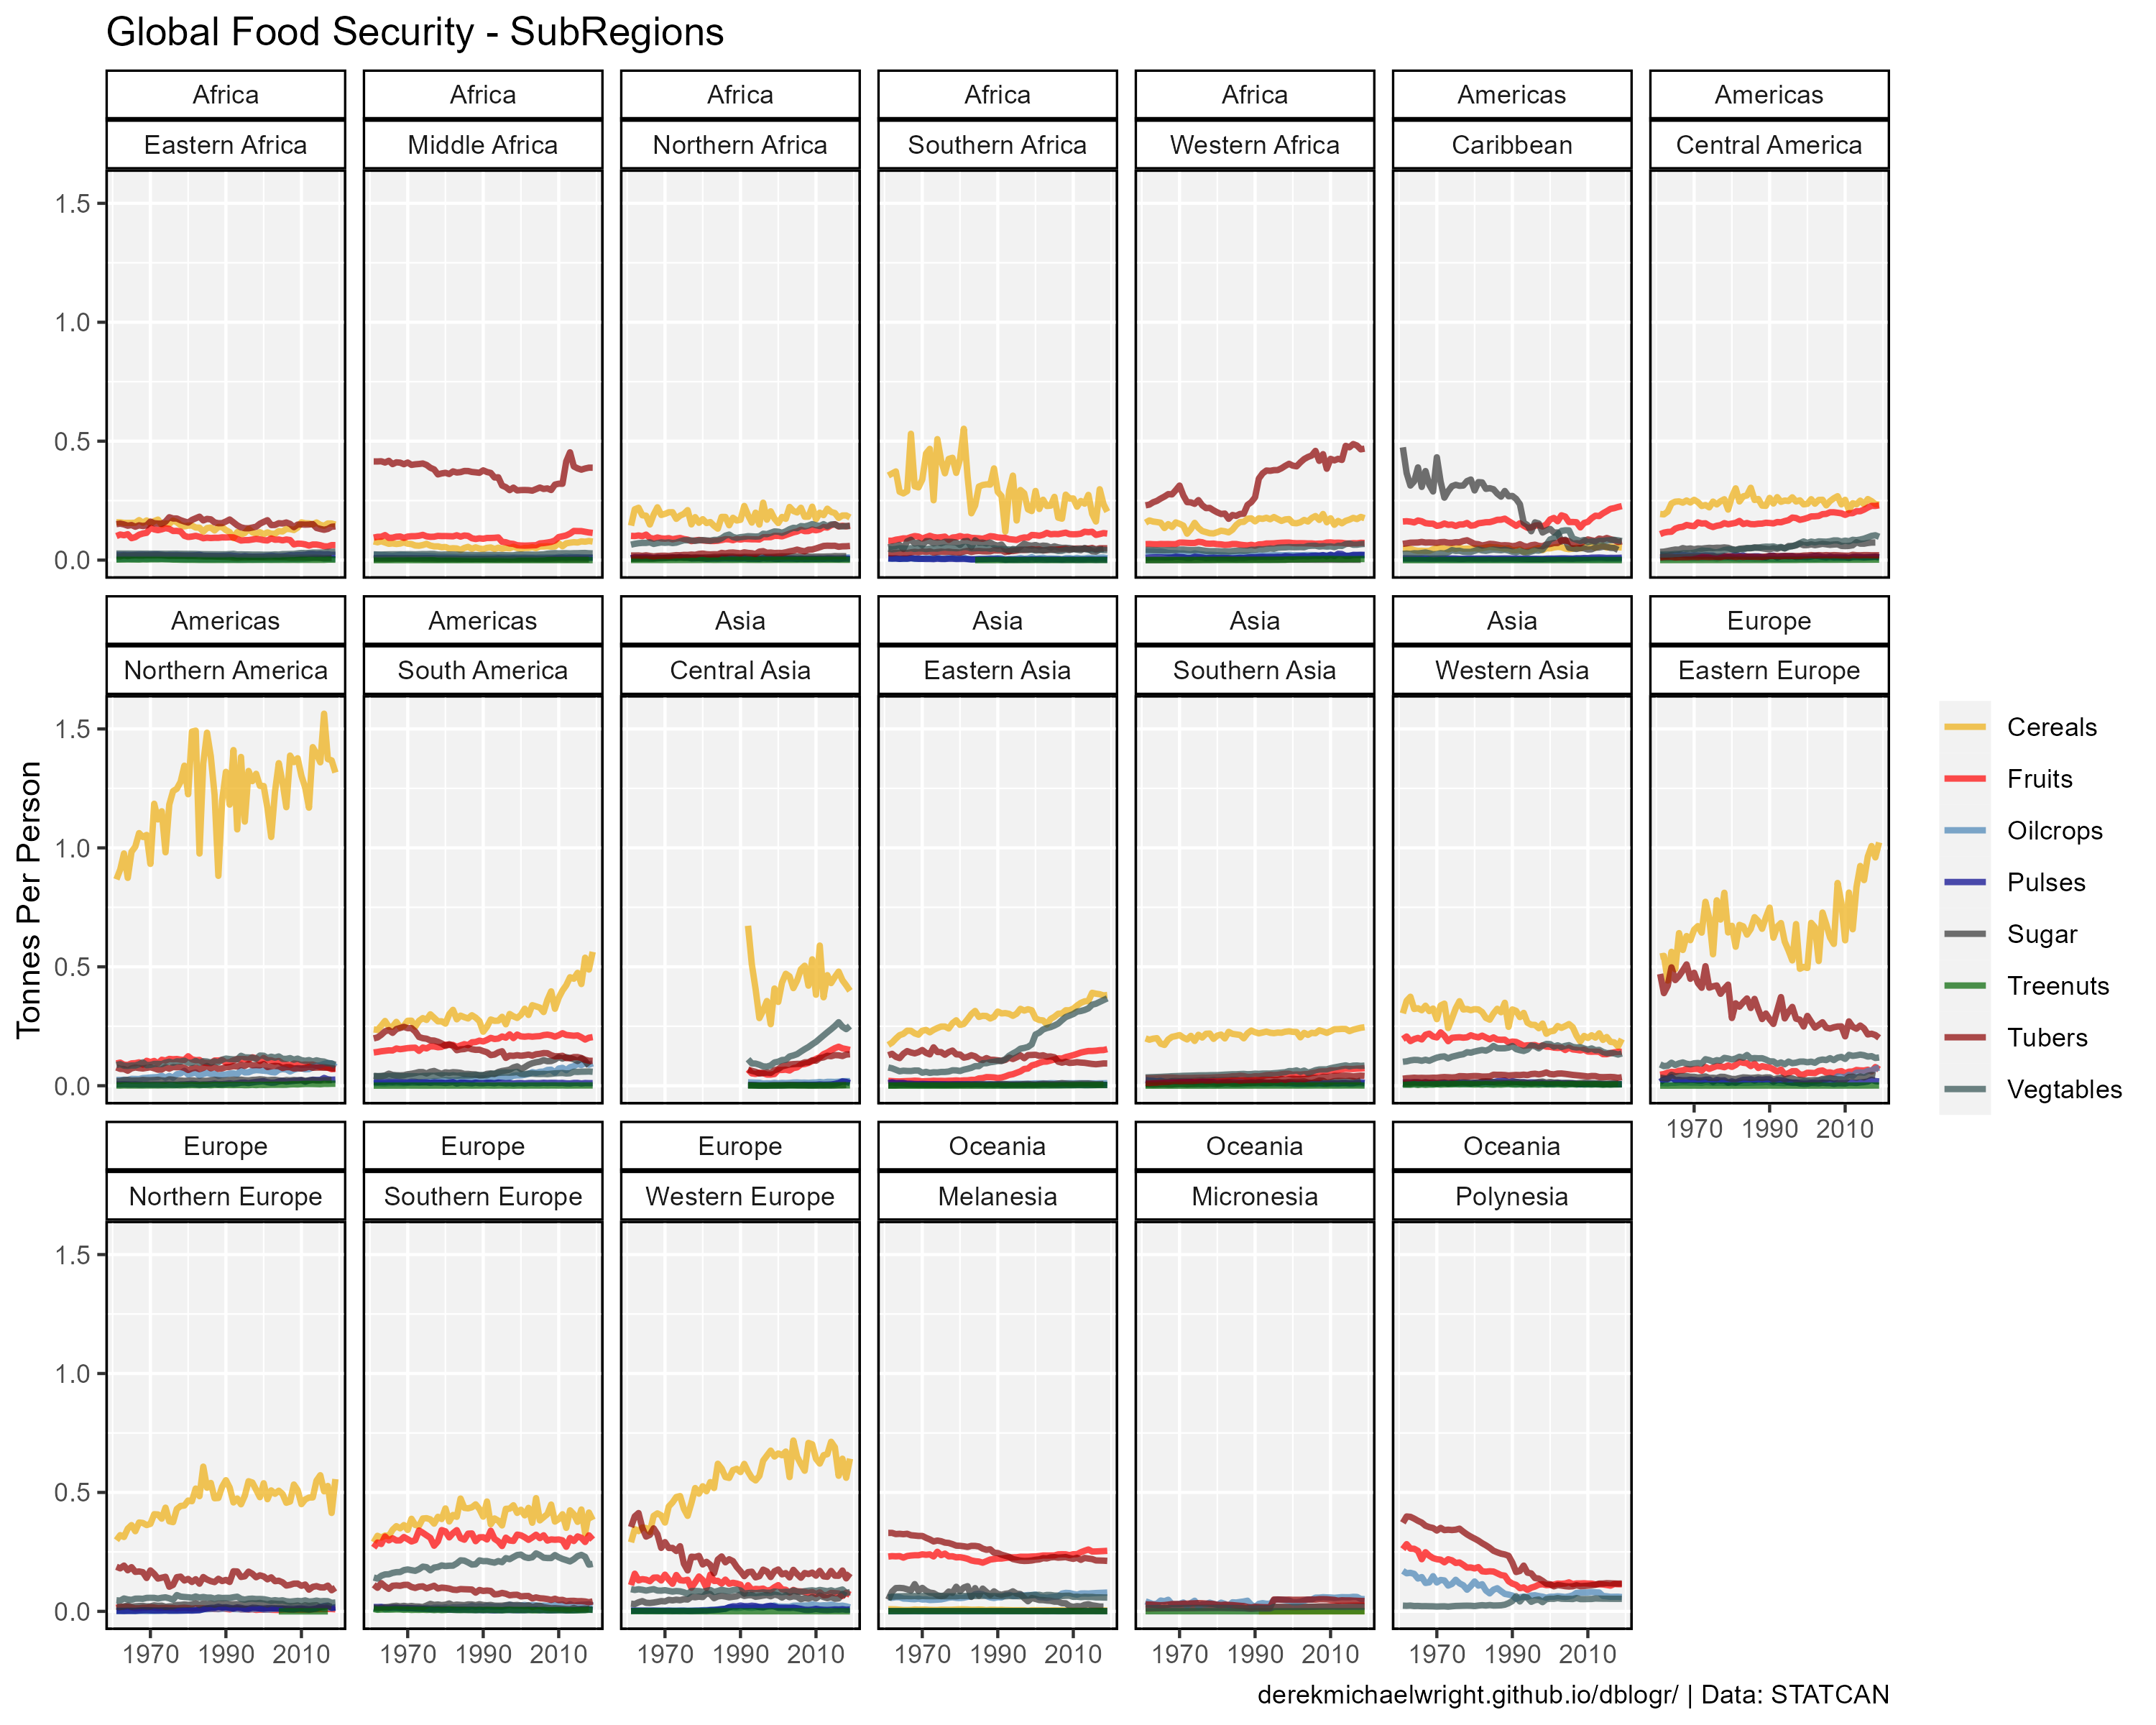 Global Food Security - SubRegions
Africa
Africa
Africa
Africa
Africa
Americas
Americas
Eastern Africa
Middle Africa
Northern Africa
Southern Africa
Western Africa
Caribbean
Central America
1.5
1.0
0.5
0.0
Americas
Americas
Asia
Asia
Asia
Asia
Europe
Northern America
South America
Central Asia
Eastern Asia
Southern Asia
Western Asia
Eastern Europe
1.5
1.0
0.5
0.0
1970 1990 2010
Tonnes Per Person
Cereals
Fruits
Oilcrops
Pulses
Sugar
Treenuts
Tubers
Vegtables
Europe
Europe
Europe
Oceania
Oceania
Oceania
Northern Europe
Southern Europe
Western Europe
Melanesia
Micronesia
Polynesia
1.5
1.0
0.5
0.0
1970 1990 2010
1970 1990 2010
1970 1990 2010
1970 1990 2010
1970 1990 2010
1970 1990 2010
derekmichaelwright.github.io/dblogr/ | Data: STATCAN